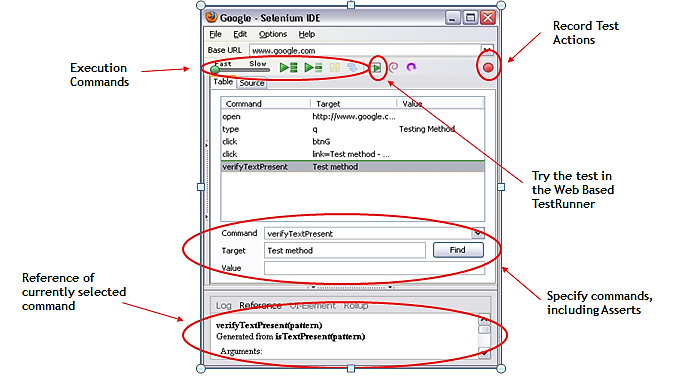 Google - Selenium IDE
File Edit Options Help
Base URL www.google.com
Fast Slow
Table Source
Command Target Value
open http://www.google.c...
type q Testing Method
click btnG
click link=Test method - ...
verifyTextPresent Test method
Command verifyTextPresent
Target Test method Find
Value
Log Reference UI-Element Rollup
verifyTextPresent(pattern)
Generated from isTextPresent(pattern)
Arguments:
Execution
Commands
Record Test
Actions
Try the test in
the Web Based
TestRunner
Reference of
currently selected
command
Specify commands,
including Asserts